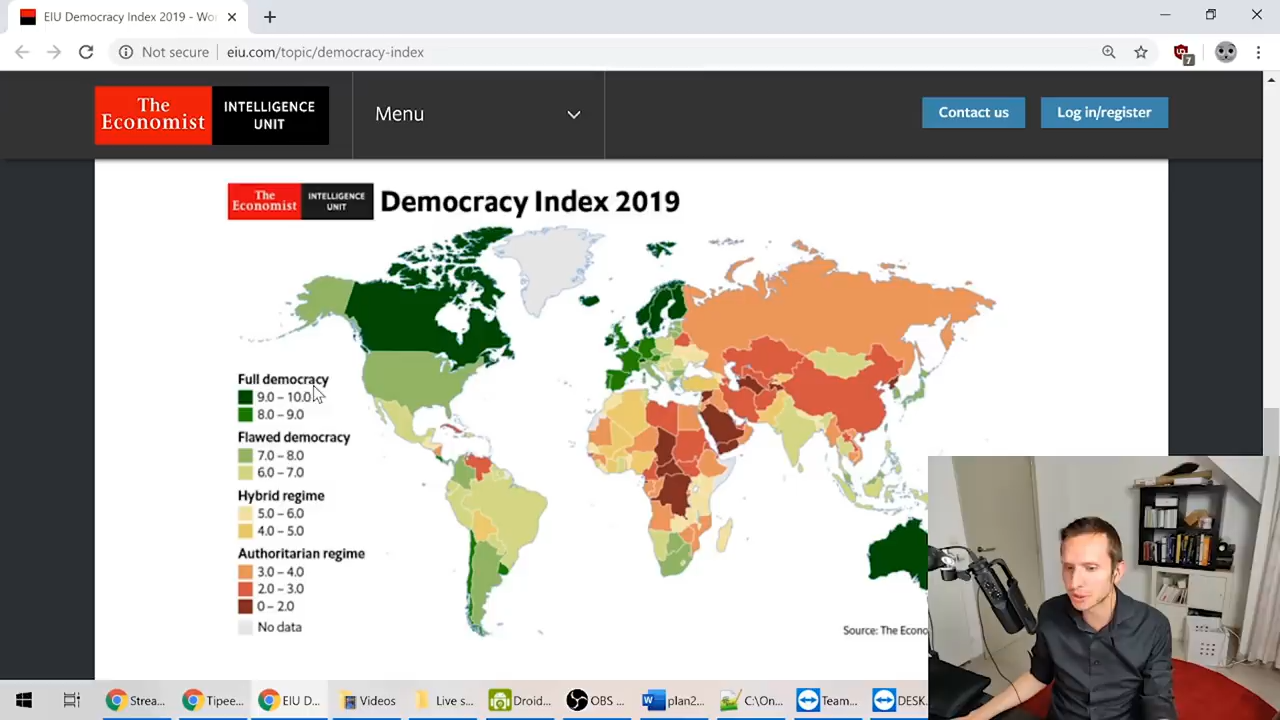 EIU Democracy Index 2019 - Wo
Not secure
eiu.com/topic/democracy-index
7
The
Economist
INTELLIGENCE
UNIT
Menu
Contact us
Log in/register
The
Economist
INTELLIGENCE
UNIT
Democracy Index 2019
Full democracy
9.0 – 10.0
8.0 – 9.0
Flawed democracy
7.0 – 8.0
6.0 – 7.0
Hybrid regime
5.0 – 6.0
4.0 – 5.0
Authoritarian regime
3.0 – 4.0
2.0 – 3.0
0 – 2.0
No data
Source: The Econo
Strea...
Tipee...
EIU D...
Videos
Live s...
Droid...
OBS ...
plan2...
C:\On...
Team...
DESK